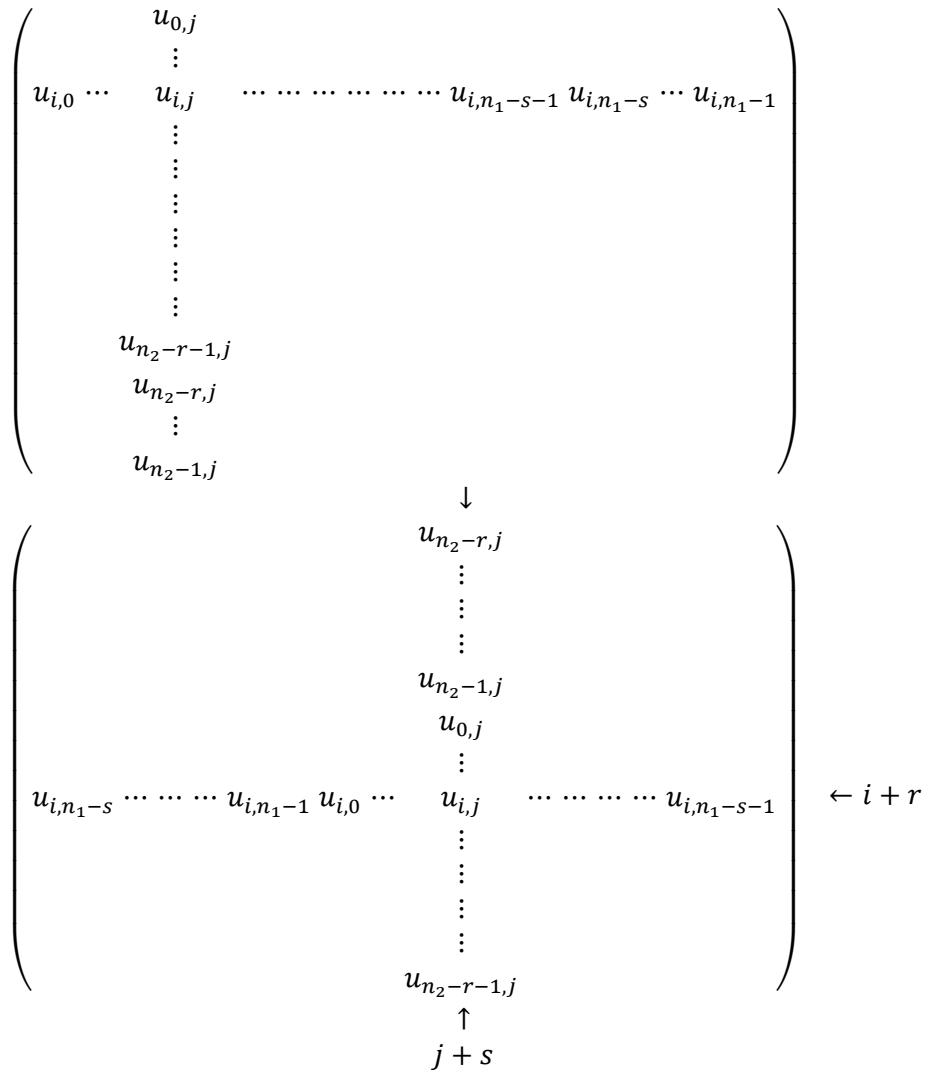 u_{0,j}
⋮
u_{i,0} ⋯ u_{i,j} ⋯ ⋯ ⋯ ⋯ ⋯ ⋯ u_{i,n_1−s−1} u_{i,n_1−s} ⋯ u_{i,n_1−1}
⋮
⋮
⋮
⋮
⋮
⋮
u_{n_2−r−1,j}
u_{n_2−r,j}
⋮
u_{n_2−1,j}
↓
u_{n_2−r,j}
⋮
⋮
⋮
u_{n_2−1,j}
u_{0,j}
⋮
u_{i,n_1−s} ⋯ ⋯ ⋯ u_{i,n_1−1} u_{i,0} ⋯ u_{i,j} ⋯ ⋯ ⋯ ⋯ u_{i,n_1−s−1} ← i + r
⋮
⋮
⋮
⋮
u_{n_2−r−1,j}
↑
j + s